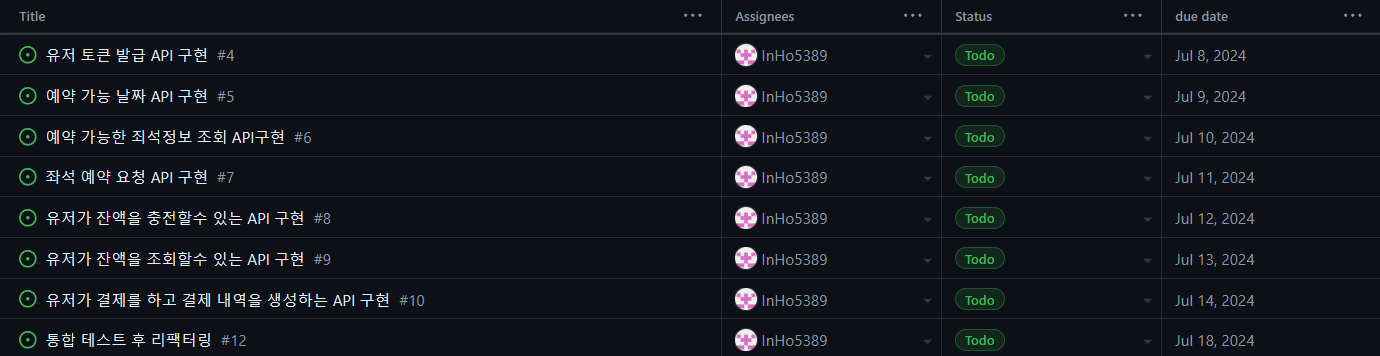 Title ... Assignees ... Status ... due date ...
유저 토큰 발급 API 구현 #4 InHo5389 Todo Jul 8, 2024
예약 가능 날짜 API 구현 #5 InHo5389 Todo Jul 9, 2024
예약 가능한 죄석정보 조회 API구현 #6 InHo5389 Todo Jul 10, 2024
좌석 예약 요청 API 구현 #7 InHo5389 Todo Jul 11, 2024
유저가 잔액을 충전할수 있는 API 구현 #8 InHo5389 Todo Jul 12, 2024
유저가 잔액을 조회할수 있는 API 구현 #9 InHo5389 Todo Jul 13, 2024
유저가 결제를 하고 결제 내역을 생성하는 API 구현 #10 InHo5389 Todo Jul 14, 2024
통합 테스트 후 리팩터링 #12 InHo5389 Todo Jul 18, 2024